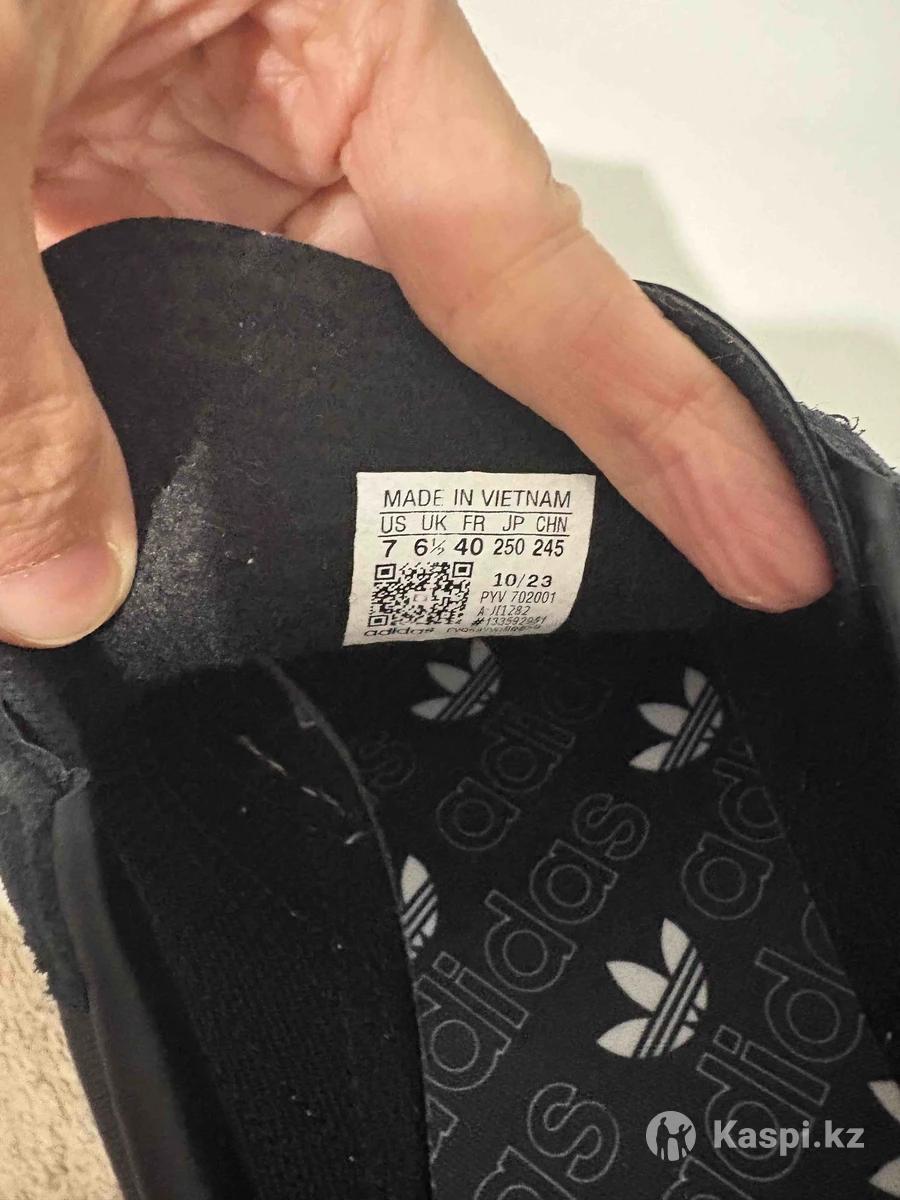 MADE IN VIETNAM
US UK FR JP CHN
7 6½ 40 250 245
10/23
PYV 702001
#133592951
adidas
adidas
adidas
adidas
adidas
Kaspi.kz